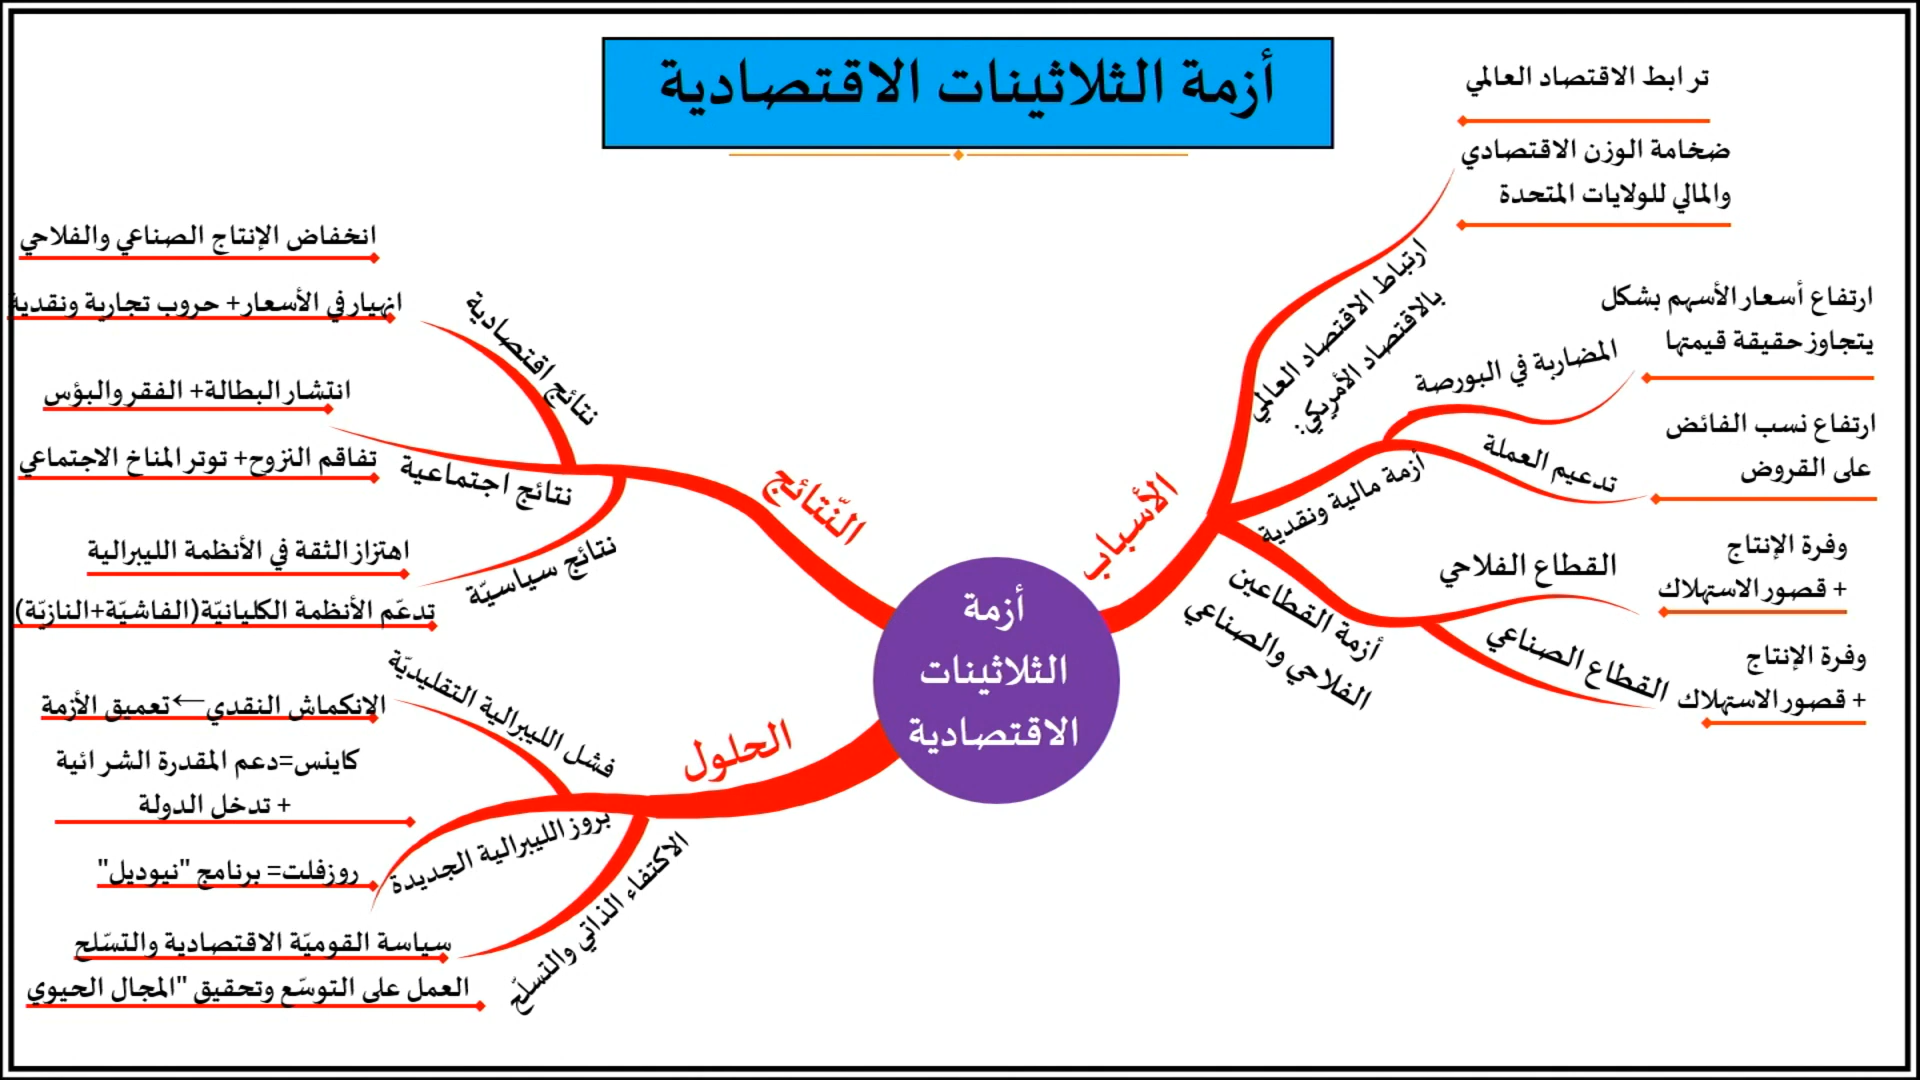 أزمة الثلاثينات الاقتصادية
أزمة
الثلاثينات
الاقتصادية
الأسباب
ارتباط الاقتصاد العالمي
بالاقتصاد الأمريكي:
ترابط الاقتصاد العالمي
ضخامة الوزن الاقتصادي
والمالي للولايات المتحدة
أزمة مالية ونقدية
المضاربة في البورصة
ارتفاع أسعار الأسهم بشكل
يتجاوز حقيقة قيمتها
تدعيم العملة
ارتفاع نسب الفائض
على القروض
أزمة القطاعين
الفلاحي والصناعي
القطاع الفلاحي
وفرة الإنتاج
+ قصور الاستهلاك
القطاع الصناعي
وفرة الإنتاج
+ قصور الاستهلاك
النّتائج
نتائج اقتصادية
انخفاض الإنتاج الصناعي والفلاحي
انهيار في الأسعار+ حروب تجارية ونقدية
نتائج اجتماعية
انتشار البطالة+ الفقر والبؤس
تفاقم النزوح+ توتر المناخ الاجتماعي
نتائج سياسيّة
اهتزاز الثقة في الأنظمة الليبرالية
تدعّم الأنظمة الكليانيّة(الفاشيّة+النازيّة)
الحلول
فشل الليبرالية التقليديّة
الانكماش النقدي←تعميق الأزمة
بروز الليبرالية الجديدة
كاينس=دعم المقدرة الشرائية
+ تدخل الدولة
روزفلت= برنامج "نيوديل"
الاكتفاء الذاتي والتسلّح
سياسة القوميّة الاقتصادية والتسّلح
العمل على التوسّع وتحقيق "المجال الحيوي